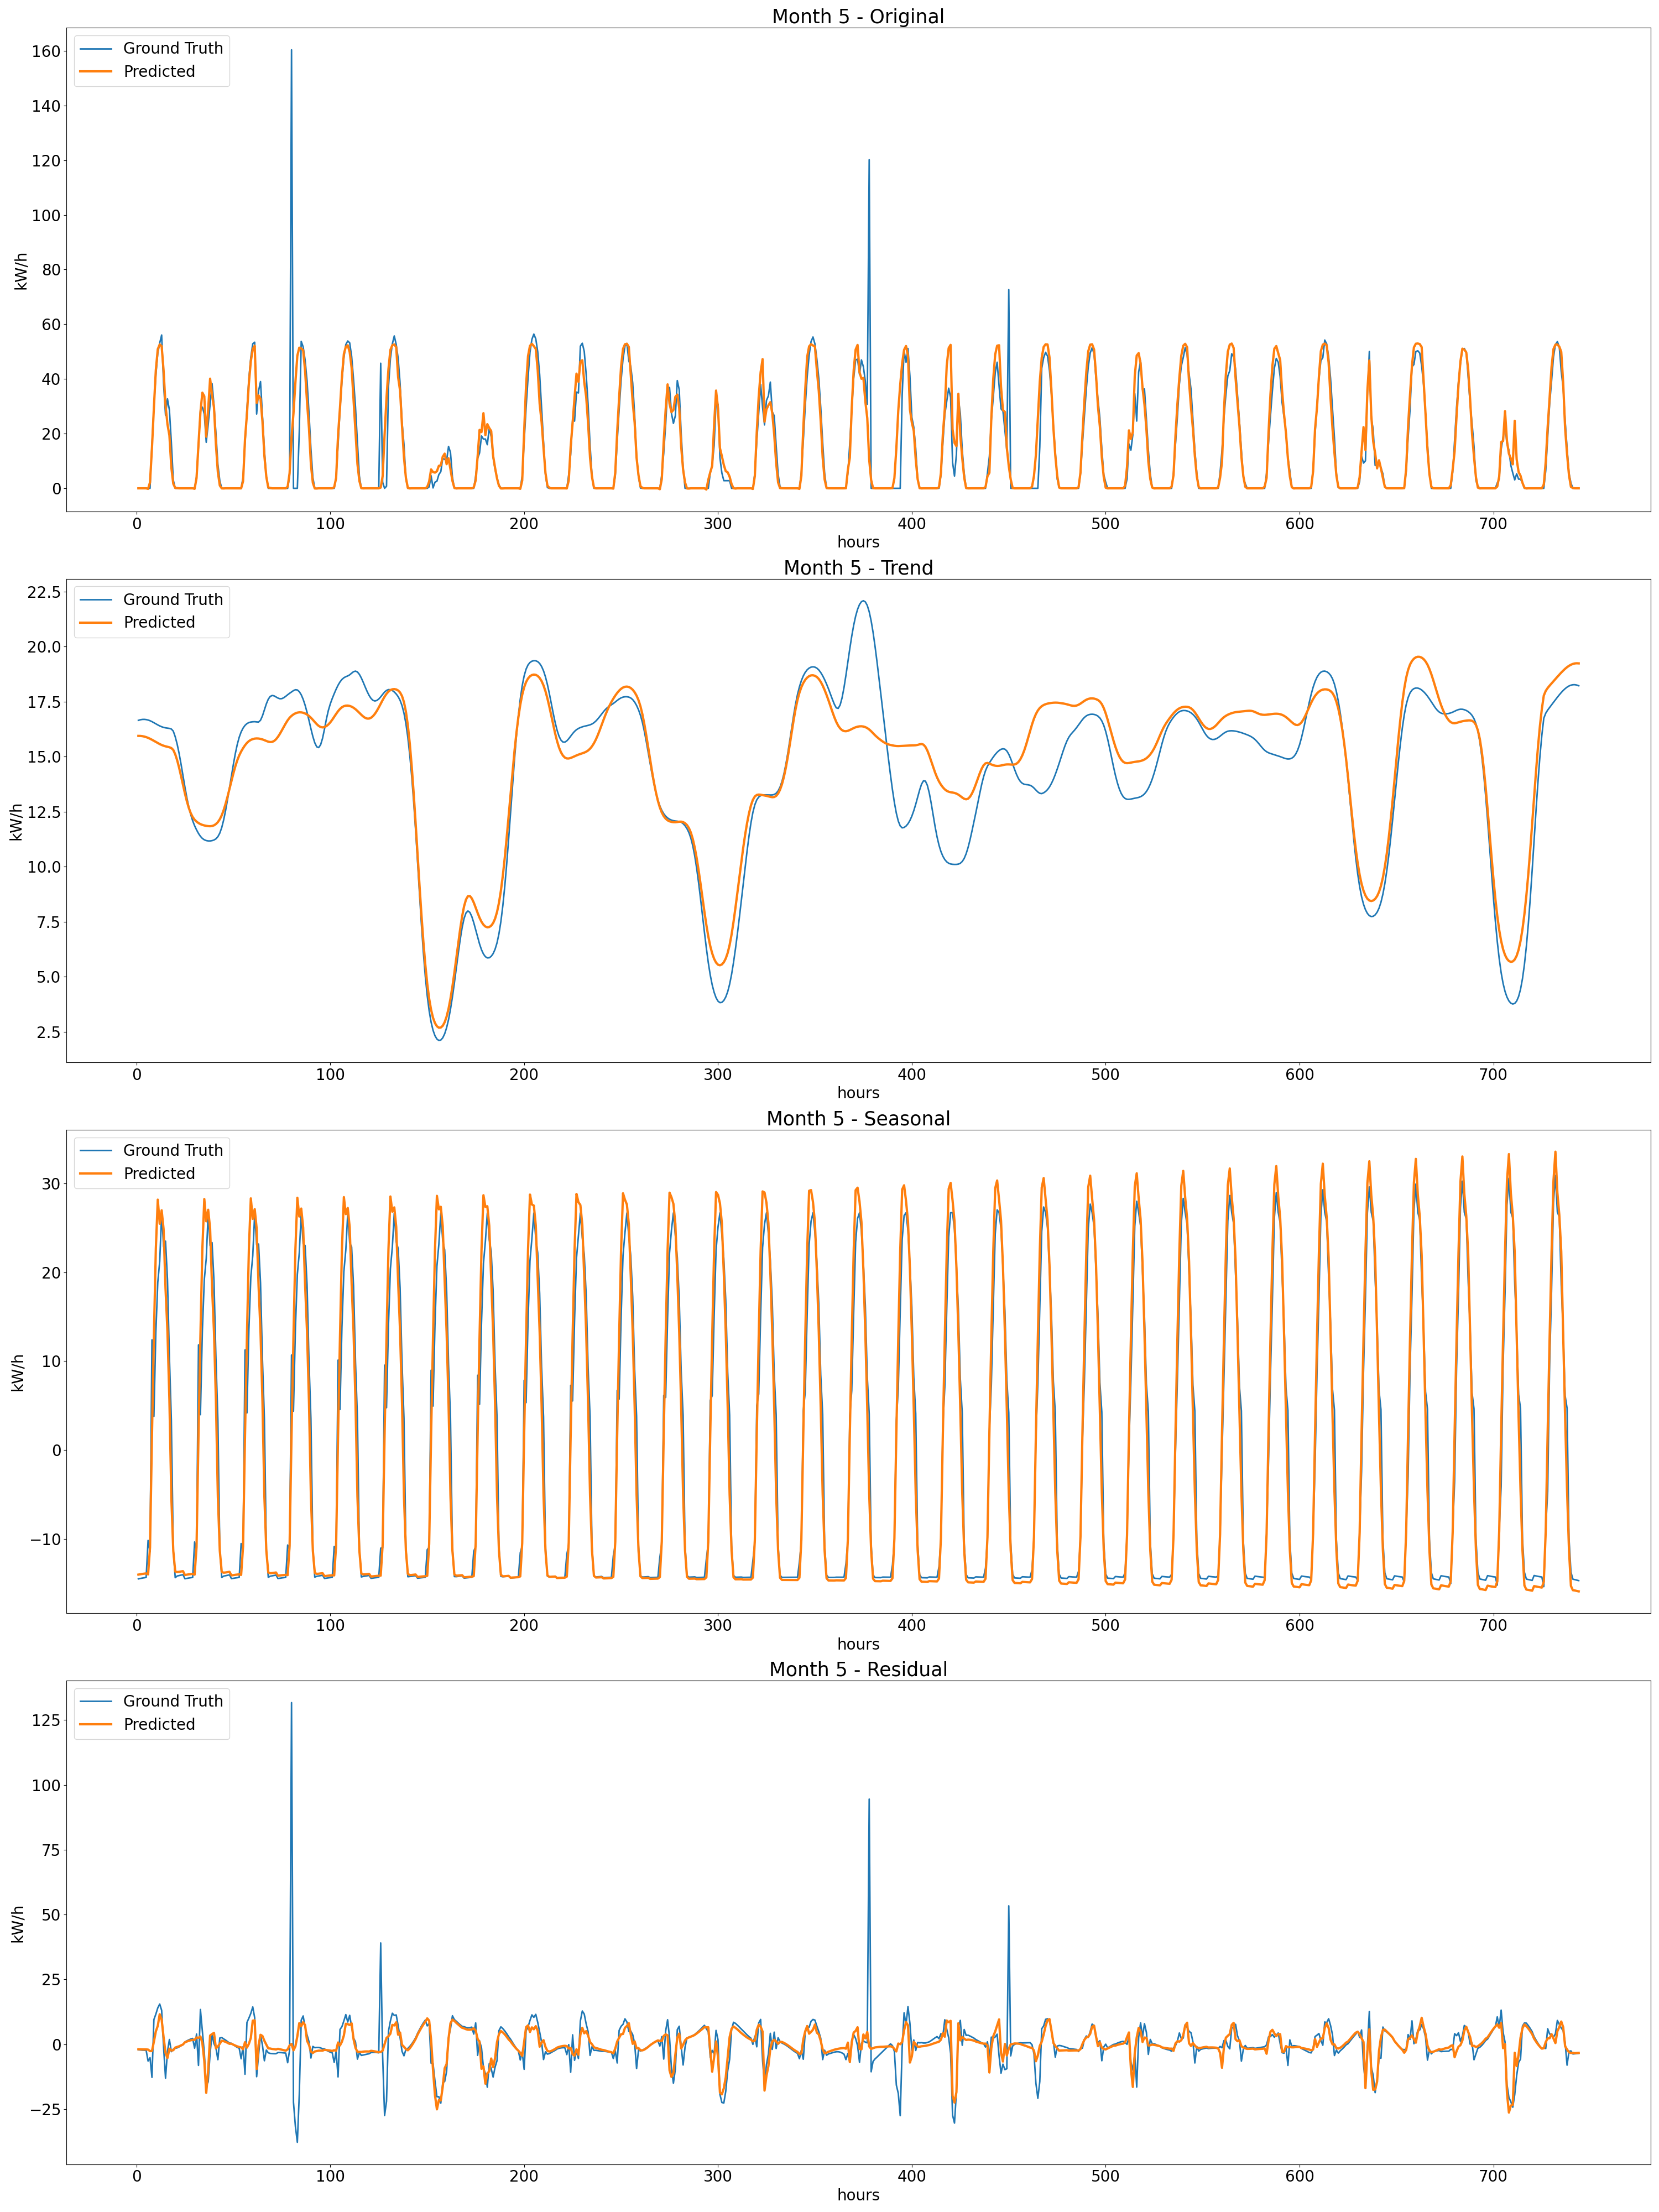 Month 5 - Original
Ground Truth
Predicted
160
140
120
100
80
60
40
20
0
kW/h
0 100 200 300 400 500 600 700
hours
Month 5 - Trend
Ground Truth
Predicted
22.5
20.0
17.5
15.0
12.5
10.0
7.5
5.0
2.5
kW/h
0 100 200 300 400 500 600 700
hours
Month 5 - Seasonal
Ground Truth
Predicted
30
20
10
0
−10
kW/h
0 100 200 300 400 500 600 700
hours
Month 5 - Residual
Ground Truth
Predicted
125
100
75
50
25
0
−25
kW/h
0 100 200 300 400 500 600 700
hours